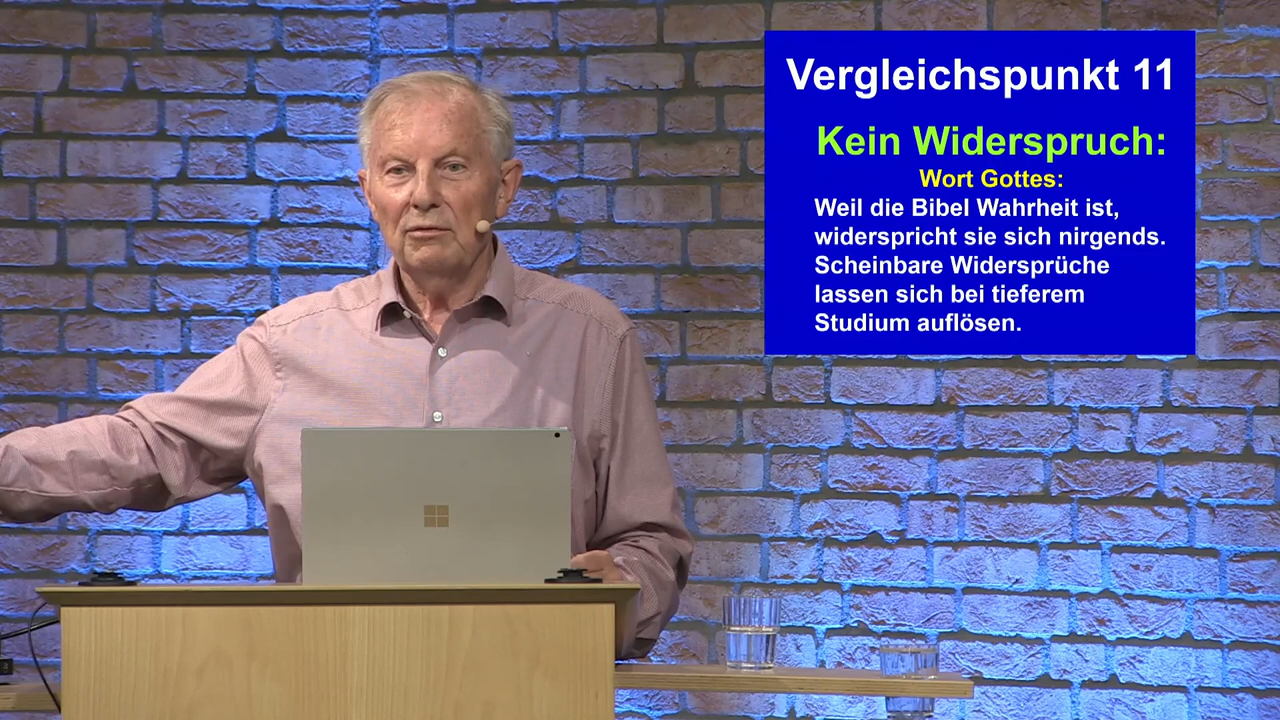 Vergleichspunkt 11
Kein Widerspruch:
Wort Gottes:
Weil die Bibel Wahrheit ist,
widerspricht sie sich nirgends.
Scheinbare Widersprüche
lassen sich bei tieferem
Studium auflösen.